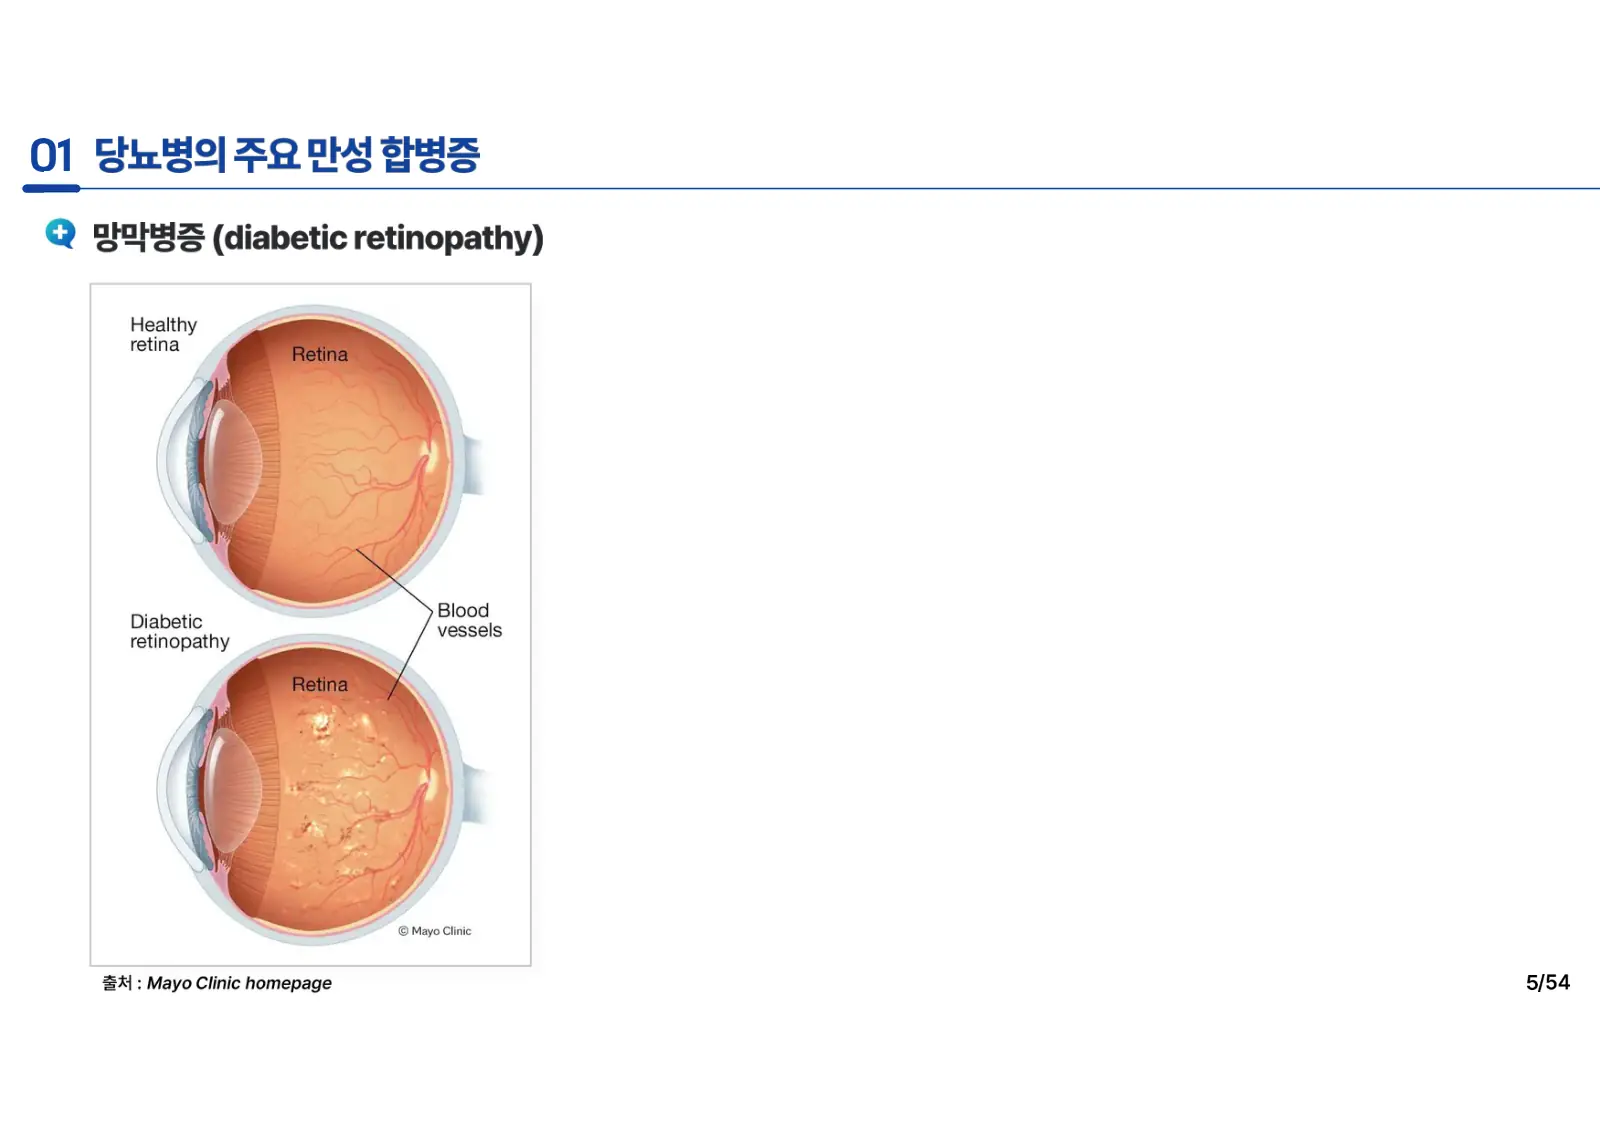 01 당뇨병의 주요 만성 합병증
망막병증 (diabetic retinopathy)
Healthy
retina
Retina
Blood
vessels
Diabetic
retinopathy
Retina
© Mayo Clinic
출처 : Mayo Clinic homepage
5/54